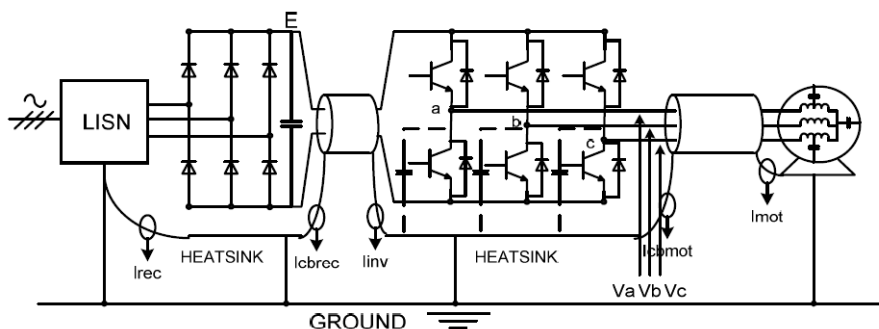 E
LISN
a
b
c
Irec
HEATSINK
Icbrec
Iinv
HEATSINK
Icbmot
Imot
Va Vb Vc
GROUND